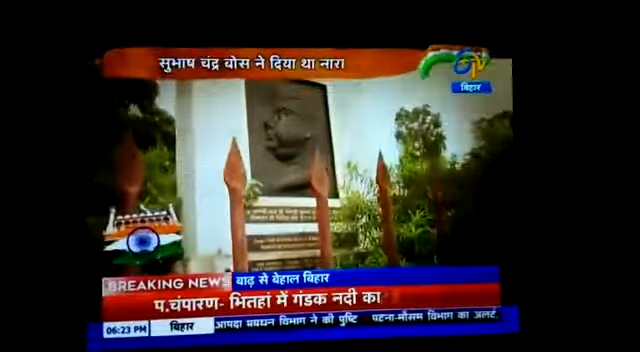 सुभाष चंद्र बोस ने दिया था नारा
etv
बिहार
BREAKING NEWS बाढ़ से बेहाल बिहार
प.चंपारण- भितहां में गंडक नदी का
06:23 PM बिहार आपदा प्रबंधन विभाग ने की पुष्टि पटना-मौसम विभाग का अलर्ट,